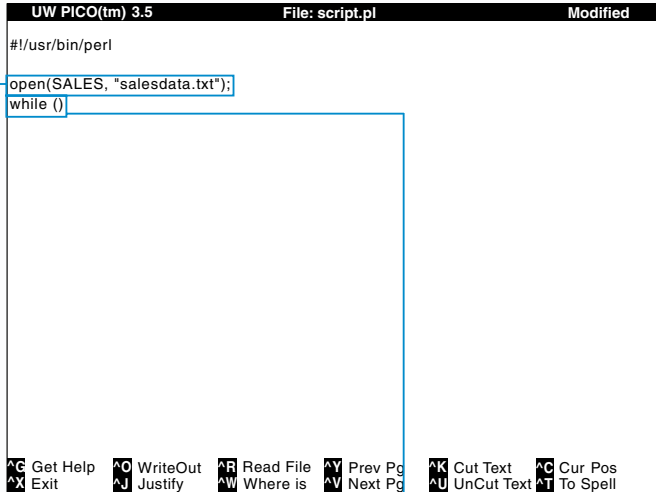 UW PICO(tm) 3.5 File: script.pl Modified
#!/usr/bin/perl
open(SALES, "salesdata.txt");
while ()
^G Get Help ^O WriteOut ^R Read File ^Y Prev Pg ^K Cut Text ^C Cur Pos
^X Exit ^J Justify ^W Where is ^V Next Pg ^U UnCut Text ^T To Spell